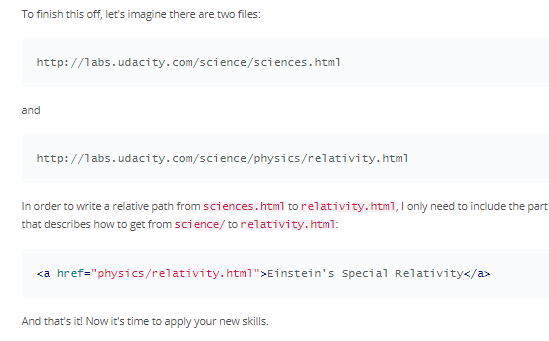 To finish this off, let's imagine there are two files:
http://labs.udacity.com/science/sciences.html
and
http://labs.udacity.com/science/physics/relativity.html
In order to write a relative path from sciences.html to relativity.html, I only need to include the part
that describes how to get from science/ to relativity.html:
<a href="physics/relativity.html">Einstein's Special Relativity</a>
And that's it! Now it's time to apply your new skills.